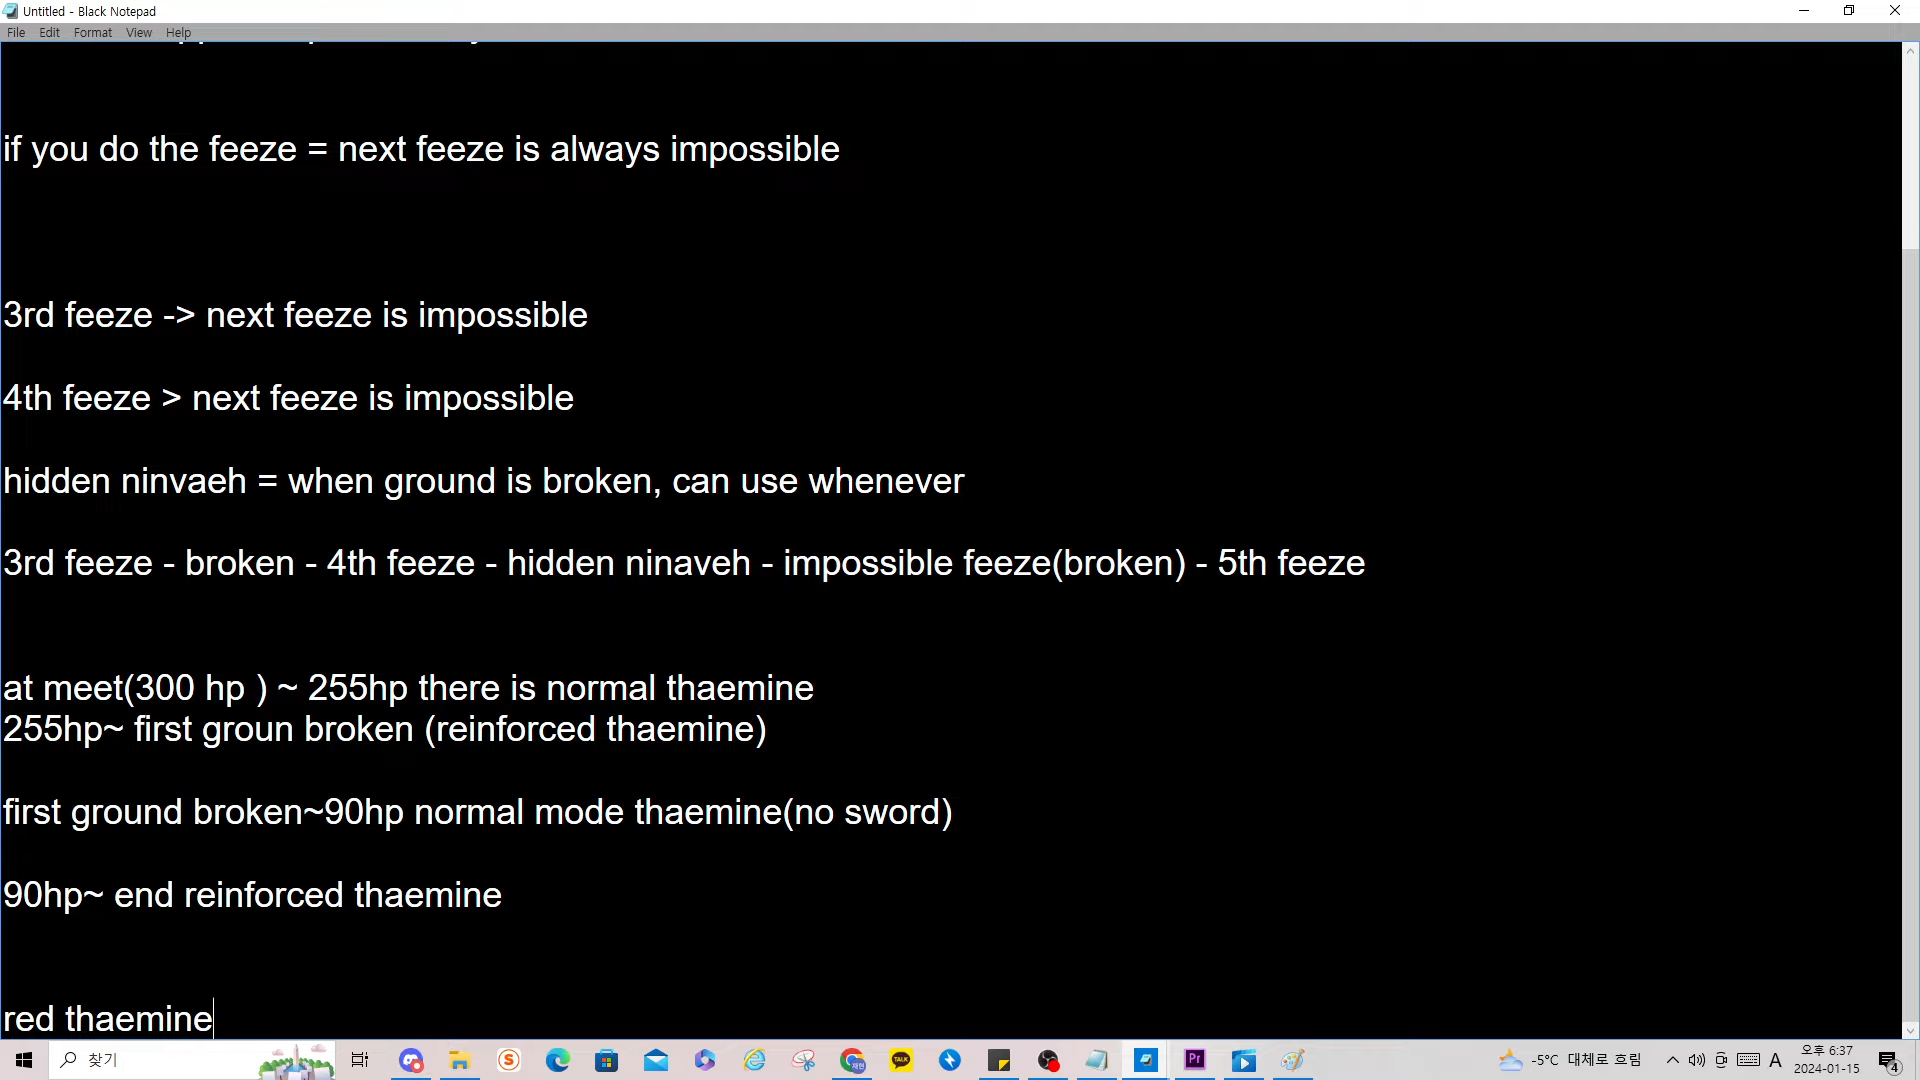 Untitled - Black Notepad
File Edit Format View Help
if you do the feeze = next feeze is always impossible
3rd feeze -> next feeze is impossible
4th feeze > next feeze is impossible
hidden ninvaeh = when ground is broken, can use whenever
3rd feeze - broken - 4th feeze - hidden ninaveh - impossible feeze(broken) - 5th feeze
at meet(300 hp ) ~ 255hp there is normal thaemine
255hp~ first groun broken (reinforced thaemine)
first ground broken~90hp normal mode thaemine(no sword)
90hp~ end reinforced thaemine
red thaemine
찾기
S
TALK
Pr
-5°C 대체로 흐림
A
오후 6:37
2024-01-15
4